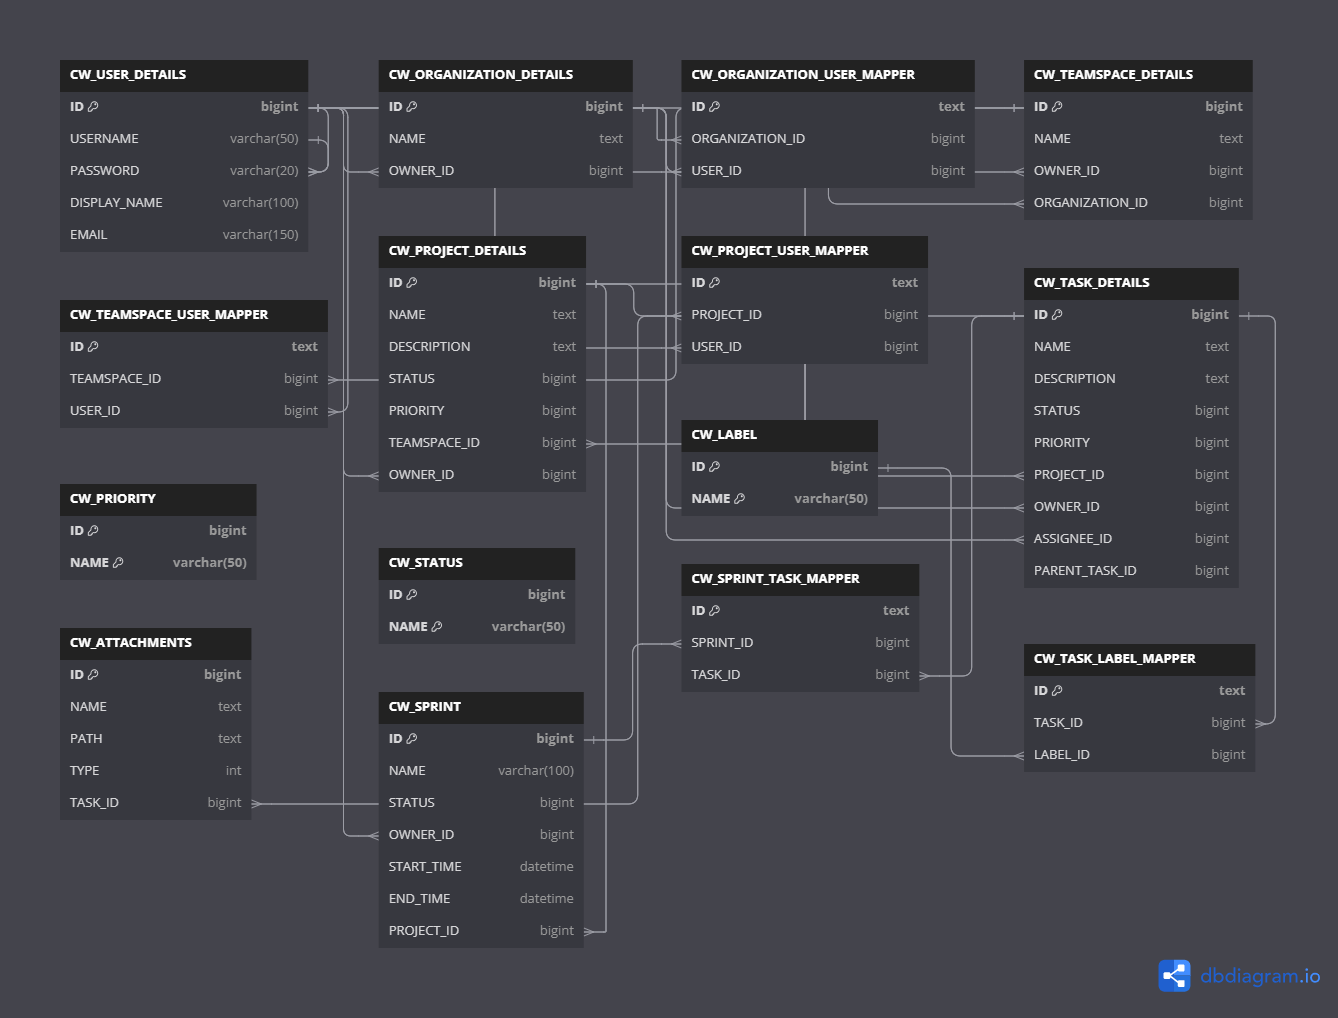 CW_USER_DETAILS
ID bigint
USERNAME varchar(50)
PASSWORD varchar(20)
DISPLAY_NAME varchar(100)
EMAIL varchar(150)
CW_ORGANIZATION_DETAILS
ID bigint
NAME text
OWNER_ID bigint
CW_ORGANIZATION_USER_MAPPER
ID text
ORGANIZATION_ID bigint
USER_ID bigint
CW_TEAMSPACE_DETAILS
ID bigint
NAME text
OWNER_ID bigint
ORGANIZATION_ID bigint
CW_PROJECT_DETAILS
ID bigint
NAME text
DESCRIPTION text
STATUS bigint
PRIORITY bigint
TEAMSPACE_ID bigint
OWNER_ID bigint
CW_PROJECT_USER_MAPPER
ID text
PROJECT_ID bigint
USER_ID bigint
CW_TASK_DETAILS
ID bigint
NAME text
DESCRIPTION text
STATUS bigint
PRIORITY bigint
PROJECT_ID bigint
OWNER_ID bigint
ASSIGNEE_ID bigint
PARENT_TASK_ID bigint
CW_TEAMSPACE_USER_MAPPER
ID text
TEAMSPACE_ID bigint
USER_ID bigint
CW_LABEL
ID bigint
NAME varchar(50)
CW_PRIORITY
ID bigint
NAME varchar(50)
CW_STATUS
ID bigint
NAME varchar(50)
CW_SPRINT_TASK_MAPPER
ID text
SPRINT_ID bigint
TASK_ID bigint
CW_ATTACHMENTS
ID bigint
NAME text
PATH text
TYPE int
TASK_ID bigint
CW_TASK_LABEL_MAPPER
ID text
TASK_ID bigint
LABEL_ID bigint
CW_SPRINT
ID bigint
NAME varchar(100)
STATUS bigint
OWNER_ID bigint
START_TIME datetime
END_TIME datetime
PROJECT_ID bigint
dbdiagram.io